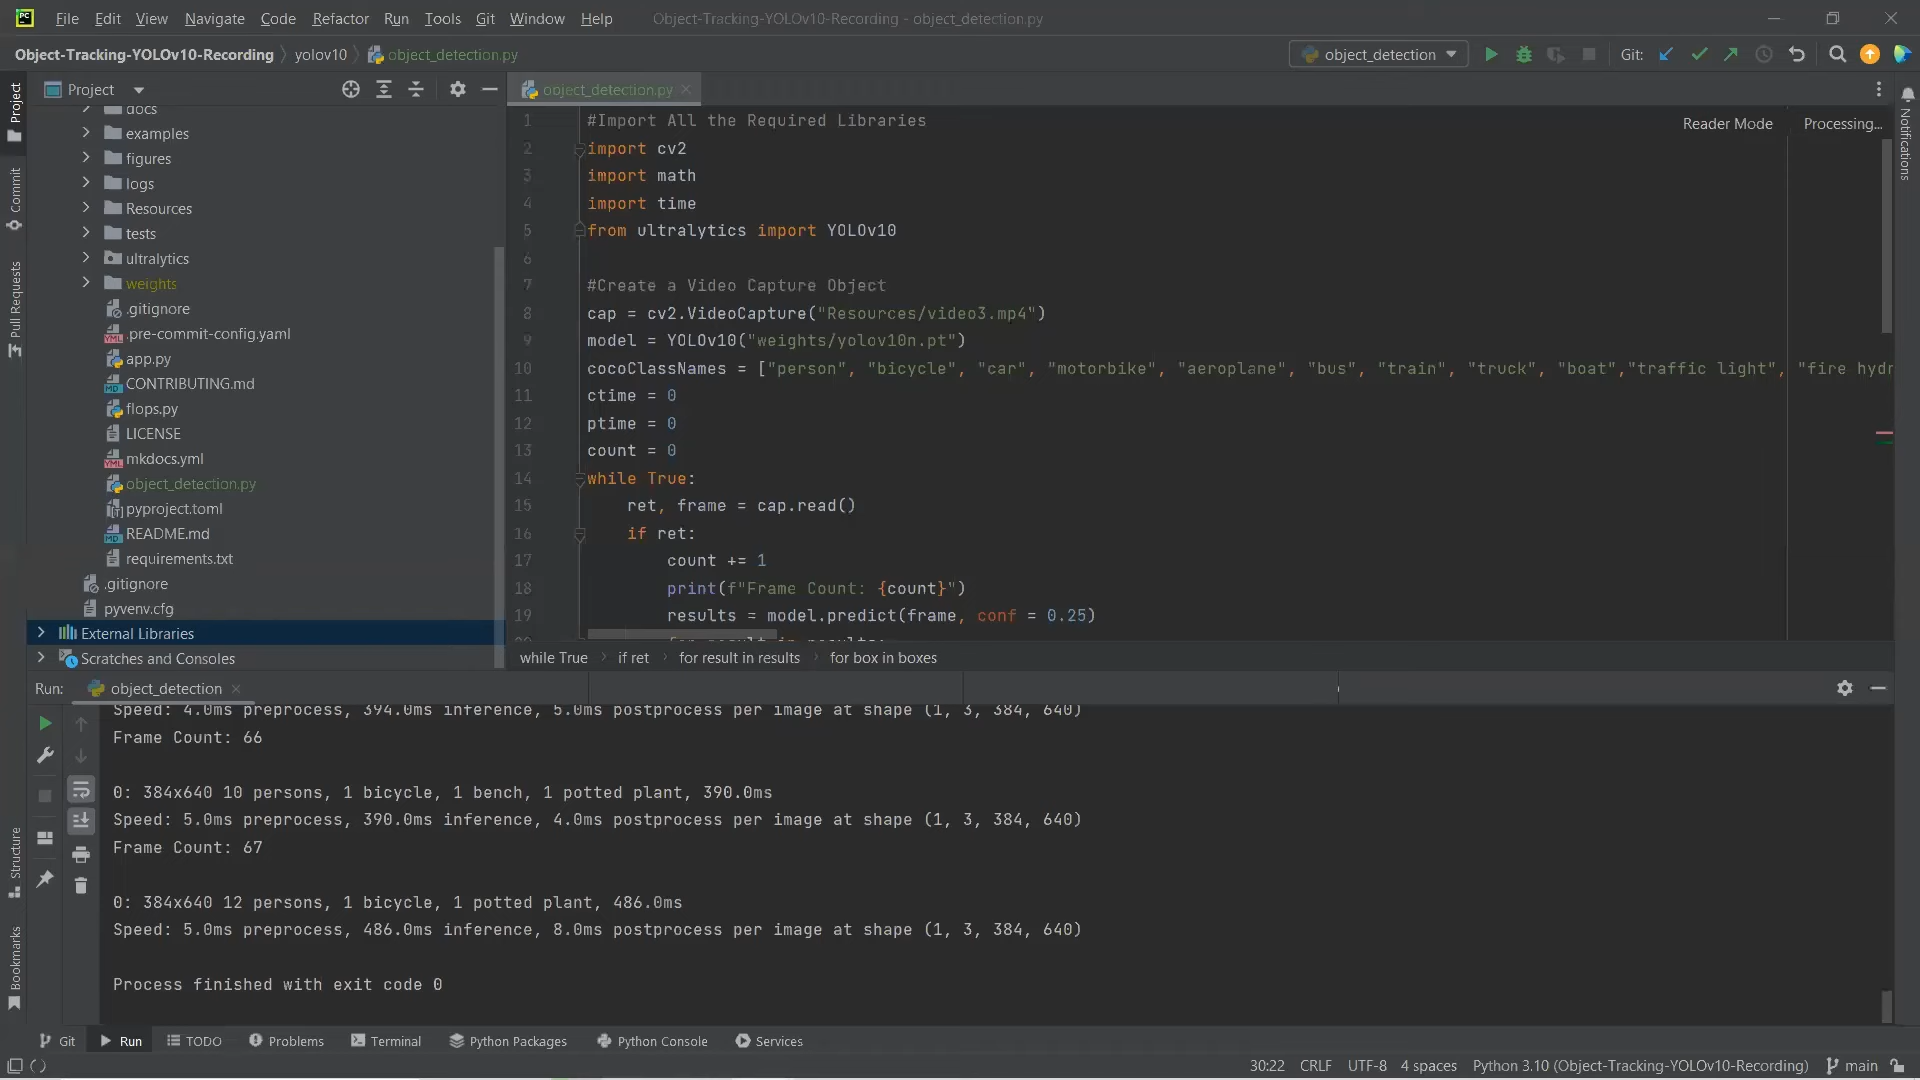 File Edit View Navigate Code Refactor Run Tools Git Window Help Object-Tracking-YOLOv10-Recording - object_detection.py
Object-Tracking-YOLOv10-Recording yolov10 object_detection.py object_detection Git:
Project
Project
Commit
Pull Requests
Structure
Bookmarks
docs
examples
figures
logs
Resources
tests
ultralytics
weights
.gitignore
.pre-commit-config.yaml
app.py
CONTRIBUTING.md
flops.py
LICENSE
mkdocs.yml
object_detection.py
pyproject.toml
README.md
requirements.txt
.gitignore
pyvenv.cfg
External Libraries
Scratches and Consoles
object_detection.py
Reader Mode Processing...
Notifications
1 #Import All the Required Libraries
2 import cv2
3 import math
4 import time
5 from ultralytics import YOLOv10
6
7 #Create a Video Capture Object
8 cap = cv2.VideoCapture("Resources/video3.mp4")
9 model = YOLOv10("weights/yolov10n.pt")
10 cocoClassNames = ["person", "bicycle", "car", "motorbike", "aeroplane", "bus", "train", "truck", "boat","traffic light", "fire hydr
11 ctime = 0
12 ptime = 0
13 count = 0
14 while True:
15 ret, frame = cap.read()
16 if ret:
17 count += 1
18 print(f"Frame Count: {count}")
19 results = model.predict(frame, conf = 0.25)
20 for result in results:
while True if ret for result in results for box in boxes
Run: object_detection
Speed: 4.0ms preprocess, 394.0ms inference, 5.0ms postprocess per image at shape (1, 3, 384, 640)
Frame Count: 66
0: 384x640 10 persons, 1 bicycle, 1 bench, 1 potted plant, 390.0ms
Speed: 5.0ms preprocess, 390.0ms inference, 4.0ms postprocess per image at shape (1, 3, 384, 640)
Frame Count: 67
0: 384x640 12 persons, 1 bicycle, 1 potted plant, 486.0ms
Speed: 5.0ms preprocess, 486.0ms inference, 8.0ms postprocess per image at shape (1, 3, 384, 640)
Process finished with exit code 0
Git Run TODO Problems Terminal Python Packages Python Console Services
30:22 CRLF UTF-8 4 spaces Python 3.10 (Object-Tracking-YOLOv10-Recording) main